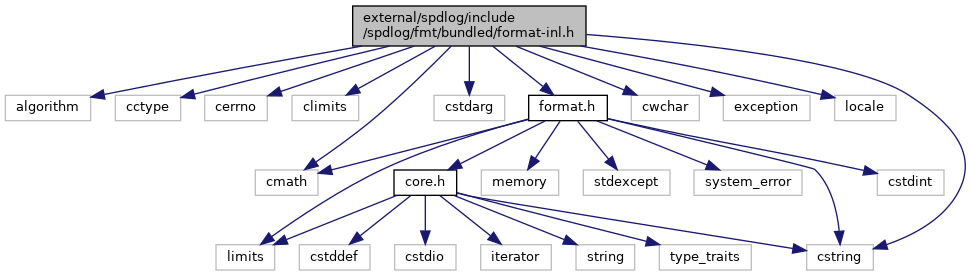 external/spdlog/include
/spdlog/fmt/bundled/format-inl.h
algorithm
cctype
cerrno
climits
cstdarg
format.h
cwchar
exception
locale
cmath
core.h
memory
stdexcept
system_error
cstdint
limits
cstddef
cstdio
iterator
string
type_traits
cstring